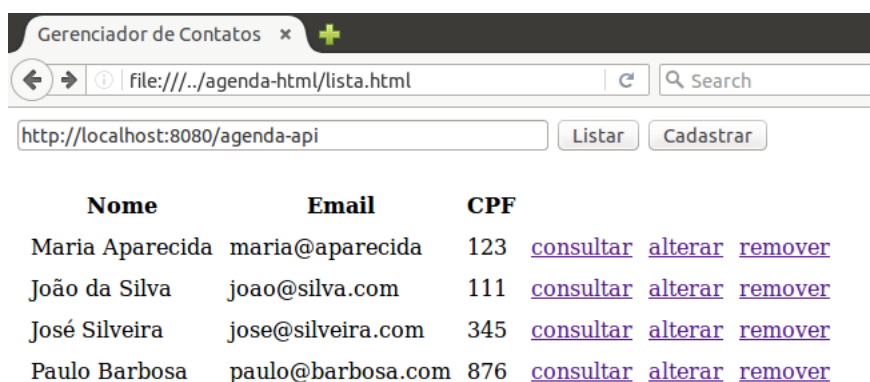 Gerenciador de Contatos ×
file:///../agenda-html/lista.html Search
http://localhost:8080/agenda-api Listar Cadastrar
Nome Email CPF
Maria Aparecida maria@aparecida 123 consultar alterar remover
João da Silva joao@silva.com 111 consultar alterar remover
José Silveira jose@silveira.com 345 consultar alterar remover
Paulo Barbosa paulo@barbosa.com 876 consultar alterar remover